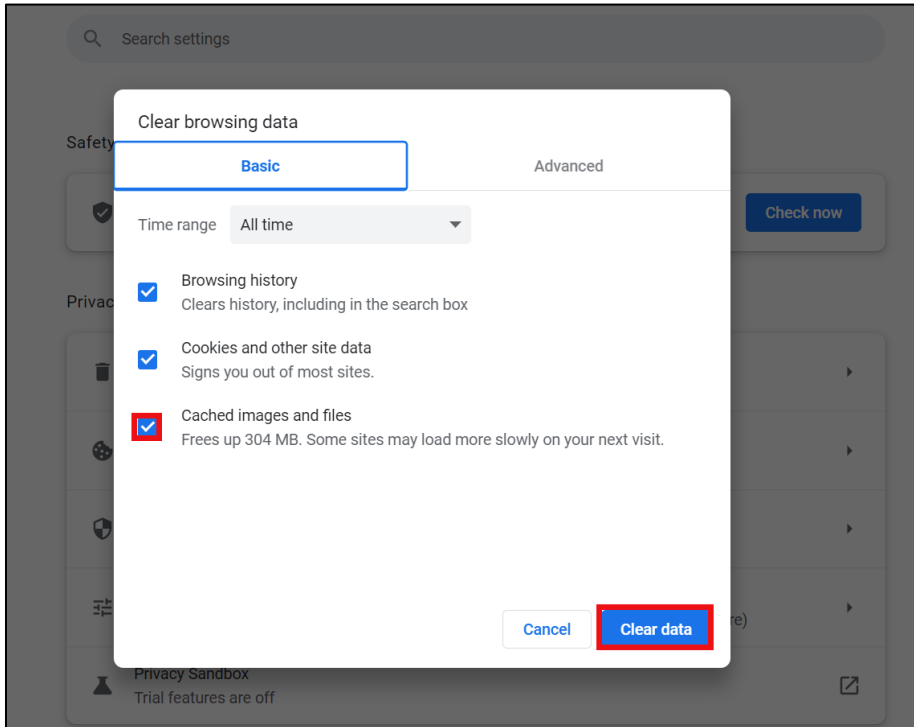 Search settings
Clear browsing data
Safety
Basic
Advanced
Check now
Time range
All time
Browsing history
Clears history, including in the search box
Privac
Cookies and other site data
Signs you out of most sites.
Cached images and files
Frees up 304 MB. Some sites may load more slowly on your next visit.
Cancel
Clear data
re)
Privacy Sandbox
Trial features are off